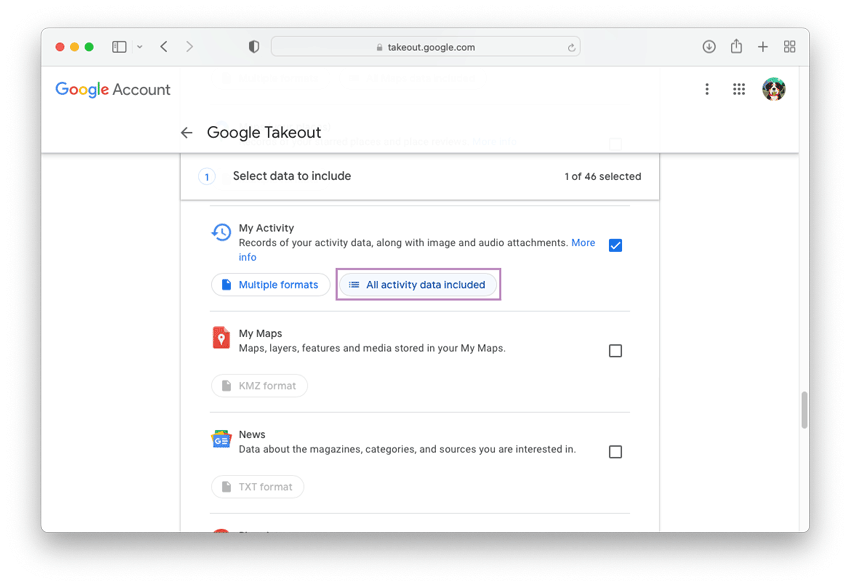 takeout.google.com
Google Account
Google Takeout
1
Select data to include
1 of 46 selected
My Activity
Records of your activity data, along with image and audio attachments. More
info
Multiple formats
All activity data included
My Maps
Maps, layers, features and media stored in your My Maps.
KMZ format
News
Data about the magazines, categories, and sources you are interested in.
TXT format